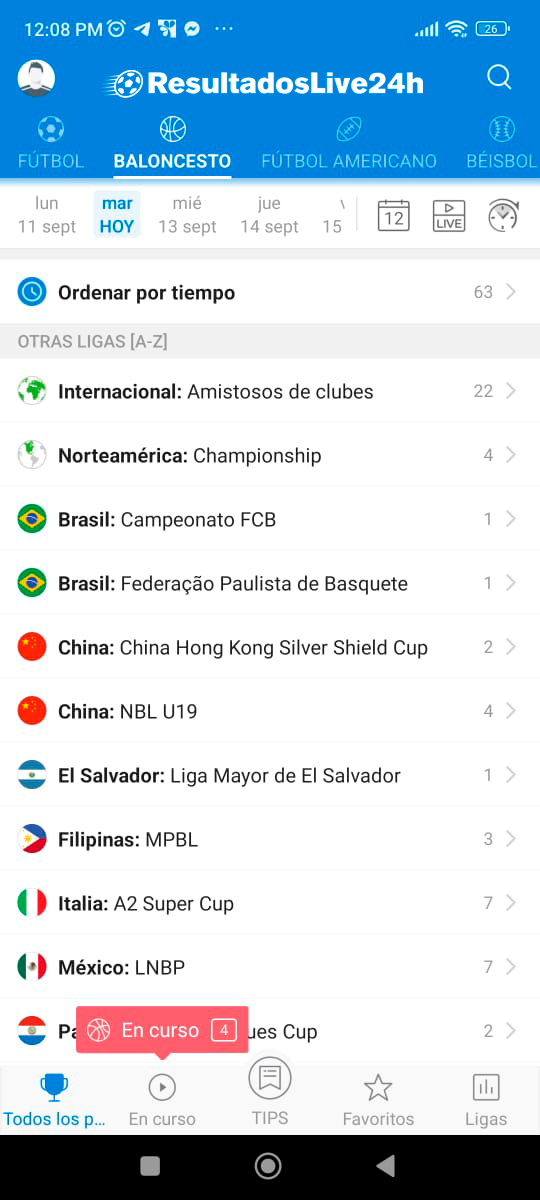 12:08 PM 26
ResultadosLive24h
FÚTBOL BALONCESTO FÚTBOL AMERICANO BÉISBOL
lun mar mié jue
11 sept HOY 13 sept 14 sept 15 12 LIVE
Ordenar por tiempo 63
OTRAS LIGAS [A-Z]
Internacional: Amistosos de clubes 22
Norteamérica: Championship 4
Brasil: Campeonato FCB 1
Brasil: Federação Paulista de Basquete 1
China: China Hong Kong Silver Shield Cup 2
China: NBL U19 4
El Salvador: Liga Mayor de El Salvador 1
Filipinas: MPBL 3
Italia: A2 Super Cup 7
México: LNBP 7
En curso 4 Cup 2
Todos los p... En curso TIPS Favoritos Ligas